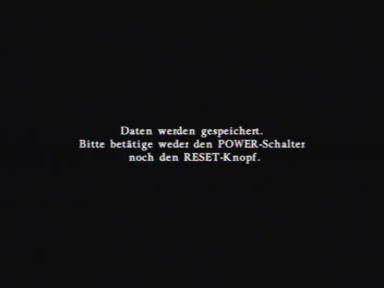 Daten werden gespeichert.
Bitte betätige weder den POWER-Schalter
noch den RESET-Knopf.